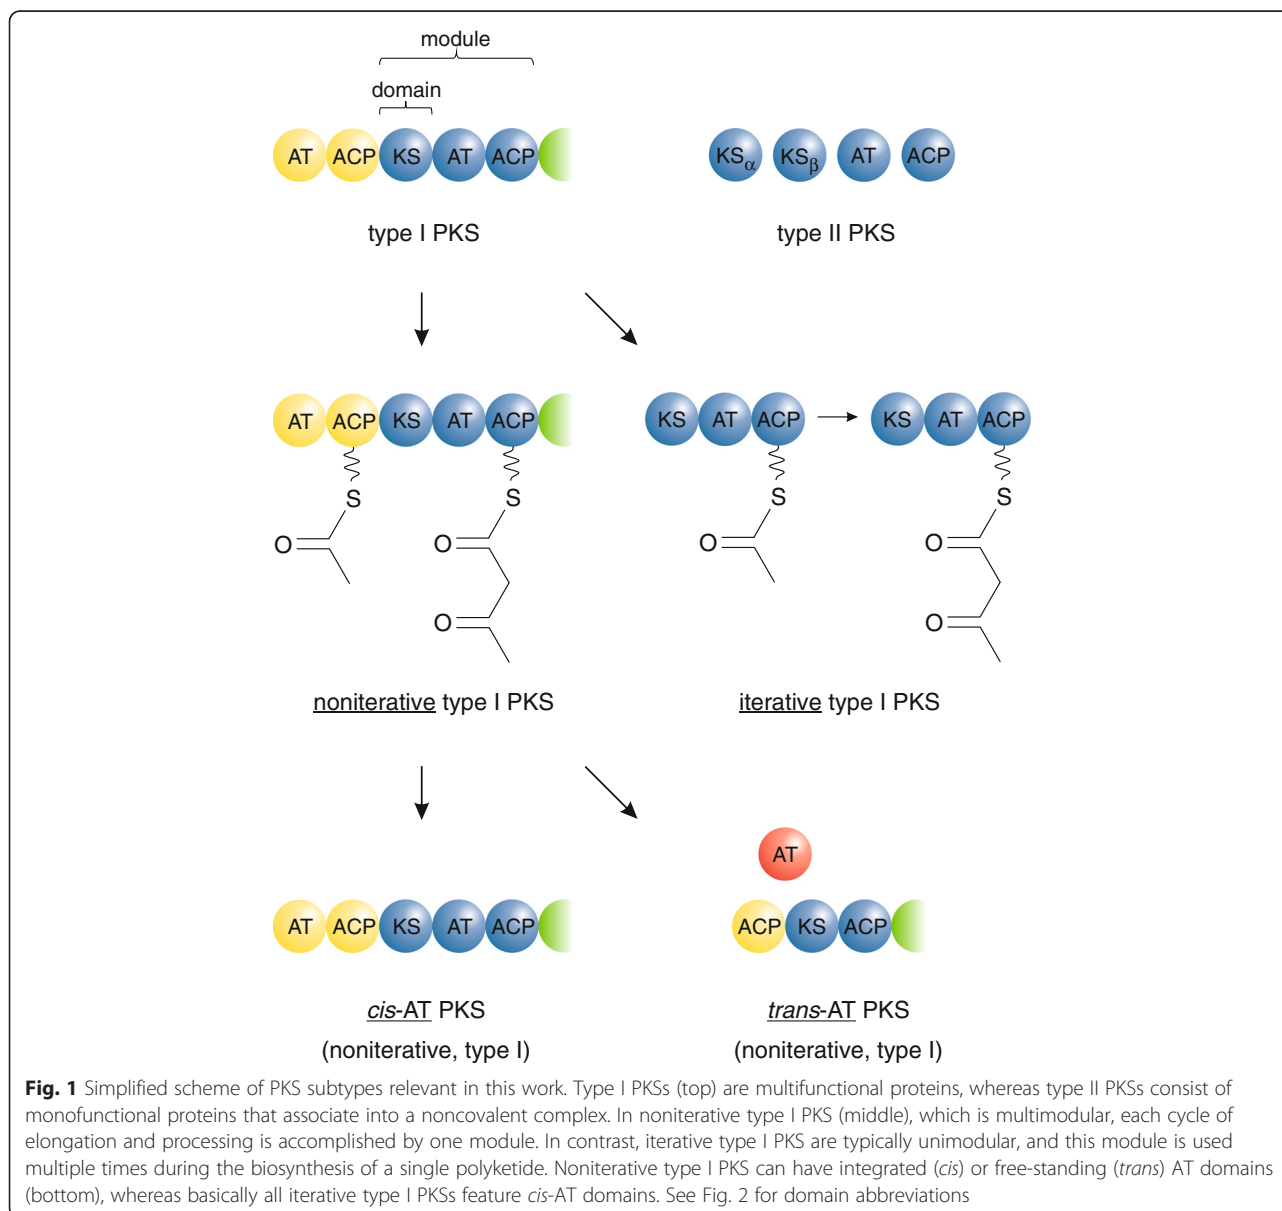 module
domain
AT ACP KS AT ACP
KSα KSβ AT ACP
type I PKS
type II PKS
AT ACP KS AT ACP
KS AT ACP
KS AT ACP
S
S
S
S
O
O
O
O
O
O
noniterative type I PKS
iterative type I PKS
AT
AT ACP KS AT ACP
ACP KS ACP
cis-AT PKS
(noniterative, type I)
trans-AT PKS
(noniterative, type I)
Fig. 1 Simplified scheme of PKS subtypes relevant in this work. Type I PKSs (top) are multifunctional proteins, whereas type II PKSs consist of
monofunctional proteins that associate into a noncovalent complex. In noniterative type I PKS (middle), which is multimodular, each cycle of
elongation and processing is accomplished by one module. In contrast, iterative type I PKS are typically unimodular, and this module is used
multiple times during the biosynthesis of a single polyketide. Noniterative type I PKS can have integrated (cis) or free-standing (trans) AT domains
(bottom), whereas basically all iterative type I PKSs feature cis-AT domains. See Fig. 2 for domain abbreviations